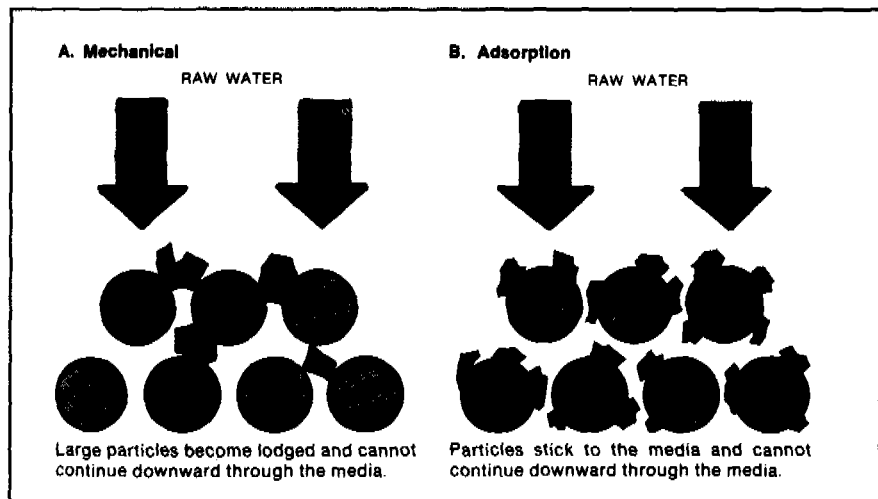 A. Mechanical
RAW WATER
Large particles become lodged and cannot
continue downward through the media.
B. Adsorption
RAW WATER
Particles stick to the media and cannot
continue downward through the media.